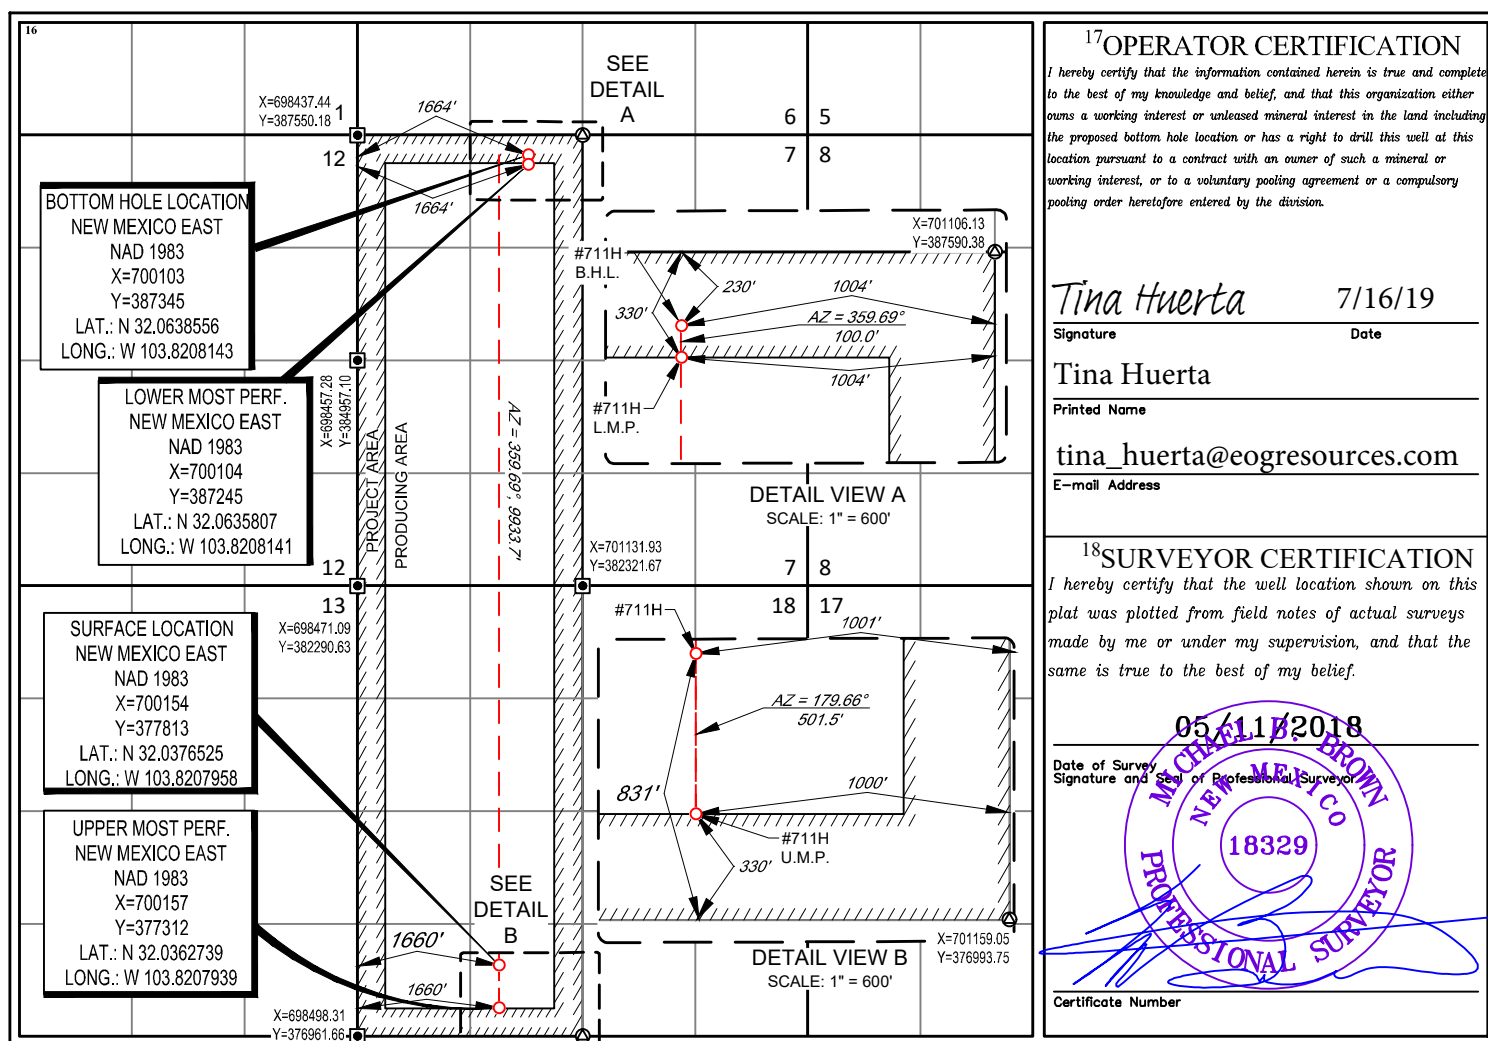 16
X=698437.44
Y=387550.18
1
12
1664'
1664'
SEE
DETAIL
A
6 5
7 8
BOTTOM HOLE LOCATION
NEW MEXICO EAST
NAD 1983
X=700103
Y=387345
LAT.: N 32.0638556
LONG.: W 103.8208143
LOWER MOST PERF.
NEW MEXICO EAST
NAD 1983
X=700104
Y=387245
LAT.: N 32.0635807
LONG.: W 103.8208141
X=698457.28
Y=384957.10
PROJECT AREA
PRODUCING AREA
AZ = 359.69°, 9933.7'
X=701106.13
Y=387590.38
#711H
B.H.L.
330'
230'
1004'
AZ = 359.69°
100.0'
1004'
#711H
L.M.P.
DETAIL VIEW A
SCALE: 1" = 600'
X=701131.93
Y=382321.67
12
13
7 8
18 17
X=698471.09
Y=382290.63
SURFACE LOCATION
NEW MEXICO EAST
NAD 1983
X=700154
Y=377813
LAT.: N 32.0376525
LONG.: W 103.8207958
UPPER MOST PERF.
NEW MEXICO EAST
NAD 1983
X=700157
Y=377312
LAT.: N 32.0362739
LONG.: W 103.8207939
#711H
1001'
AZ = 179.66°
501.5'
831'
1000'
#711H
U.M.P.
330'
SEE
DETAIL
B
1660'
1660'
X=698498.31
Y=376961.66
DETAIL VIEW B
SCALE: 1" = 600'
X=701159.05
Y=376993.75
17OPERATOR CERTIFICATION
I hereby certify that the information contained herein is true and complete
to the best of my knowledge and belief, and that this organization either
owns a working interest or unleased mineral interest in the land including
the proposed bottom hole location or has a right to drill this well at this
location pursuant to a contract with an owner of such a mineral or
working interest, or to a voluntary pooling agreement or a compulsory
pooling order heretofore entered by the division.
Tina Huerta 7/16/19
Signature Date
Tina Huerta
Printed Name
tina_huerta@eogresources.com
E-mail Address
18SURVEYOR CERTIFICATION
I hereby certify that the well location shown on this
plat was plotted from field notes of actual surveys
made by me or under my supervision, and that the
same is true to the best of my belief.
05/11/2018
Date of Survey
Signature and Seal of Professional Surveyor
MICHAEL B. BROWN
NEW MEXICO
18329
PROFESSIONAL SURVEYOR
Certificate Number